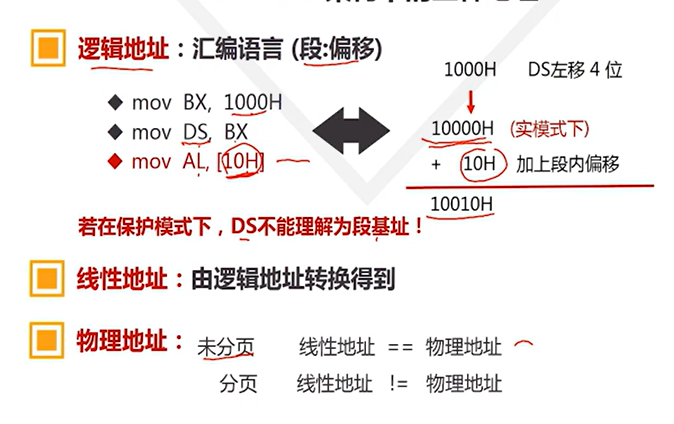 逻辑地址：汇编语言 (段:偏移)
1000H DS左移 4 位
mov BX, 1000H
mov DS, BX
10000H (实模式下)
mov AL, [10H]
+ 10H 加上段内偏移
10010H
若在保护模式下，DS不能理解为段基址！
线性地址：由逻辑地址转换得到
物理地址： 未分页 线性地址 == 物理地址
分页 线性地址 != 物理地址